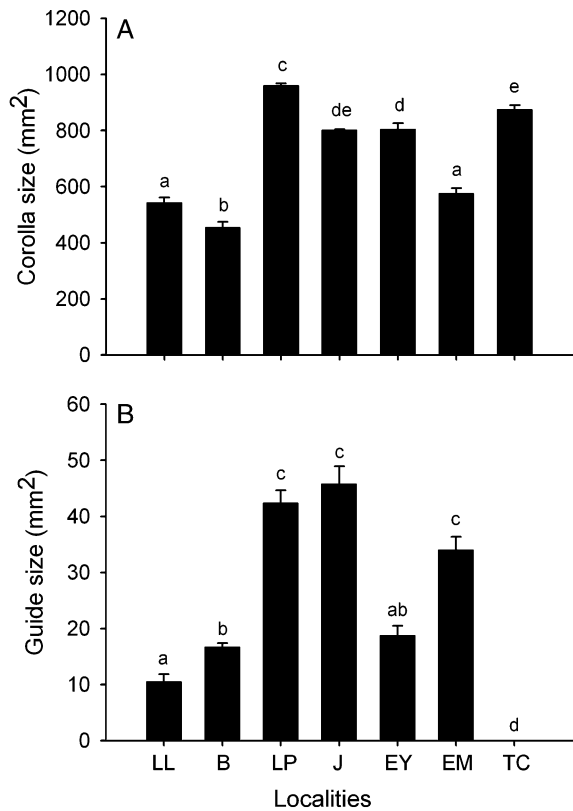 A
Corolla size (mm²)
1200
1000
800
600
400
200
0
a
b
c
de
d
a
e
B
Guide size (mm²)
60
50
40
30
20
10
0
a
b
c
c
ab
c
d
LL B LP J EY EM TC
Localities